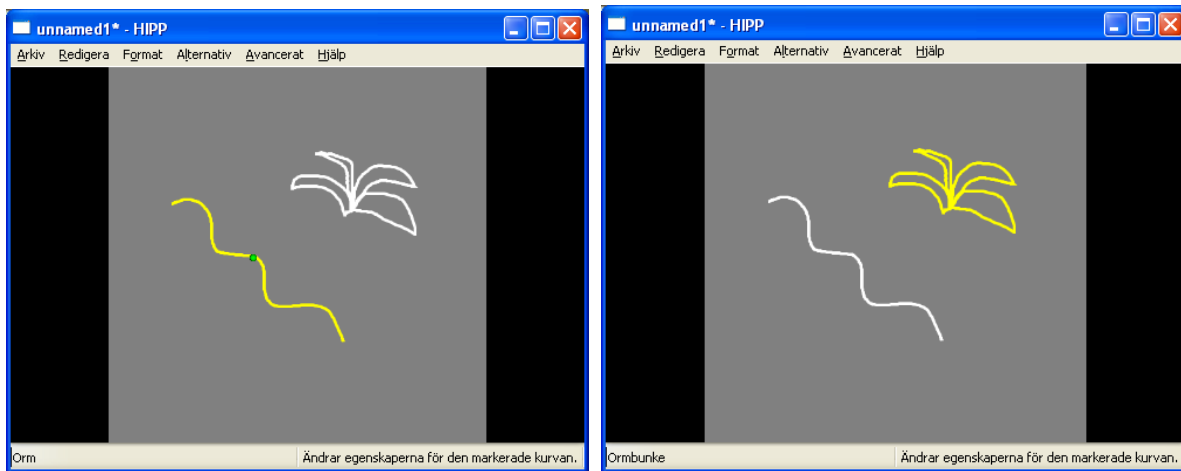 unnamed1* - HIPP
Arkiv Redigera Format Alternativ Avancerat Hjälp
Orm Ändrar egenskaperna för den markerade kurvan.
unnamed1* - HIPP
Arkiv Redigera Format Alternativ Avancerat Hjälp
Ormbunke Ändrar egenskaperna för den markerade kurvan.